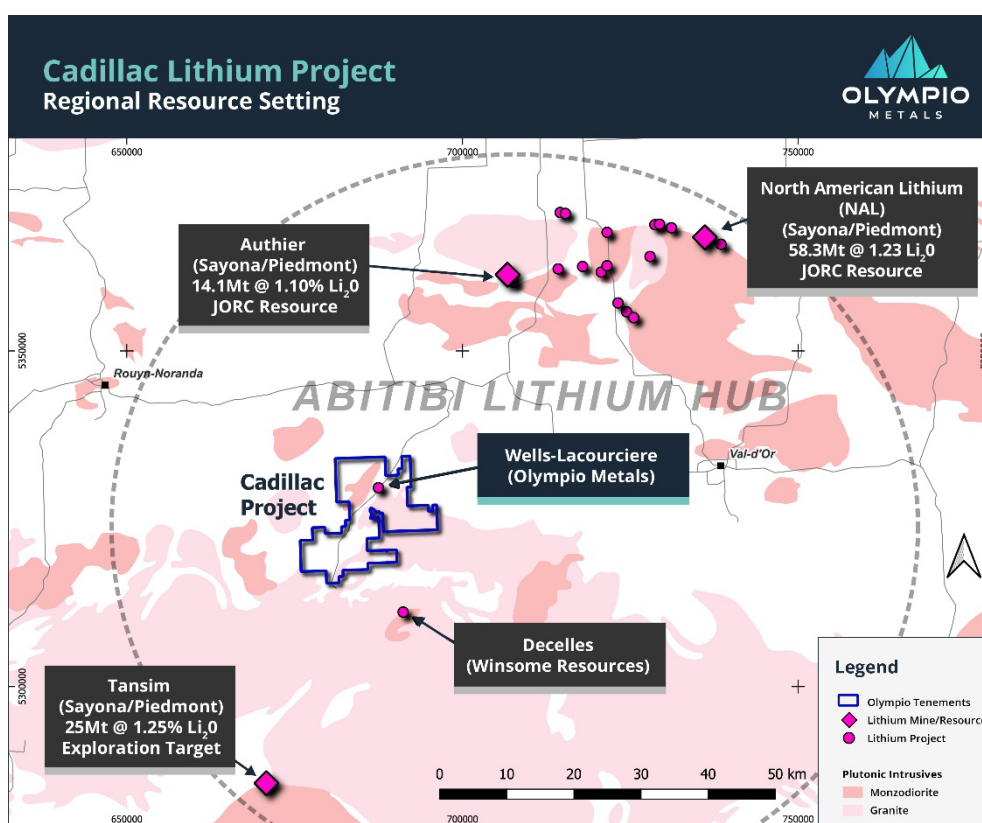 Cadillac Lithium Project
Regional Resource Setting
OLYMPIO
METALS
650000
700000
750000
North American Lithium
(NAL)
(Sayona/Piedmont)
58.3Mt @ 1.23 Li₂0
JORC Resource
Authier
(Sayona/Piedmont)
14.1Mt @ 1.10% Li₂0
JORC Resource
5350000
Rouyn-Noranda
ABITIBI LITHIUM HUB
Wells-Lacourciere
(Olympio Metals)
Val-d'Or
Cadillac
Project
Decelles
(Winsome Resources)
5300000
Tansim
(Sayona/Piedmont)
25Mt @ 1.25% Li₂0
Exploration Target
Legend
Olympio Tenements
Lithium Mine/Resource
Lithium Project
Plutonic Intrusives
Monzodiorite
Granite
0 10 20 30 40 50 km
650000
700000
750000